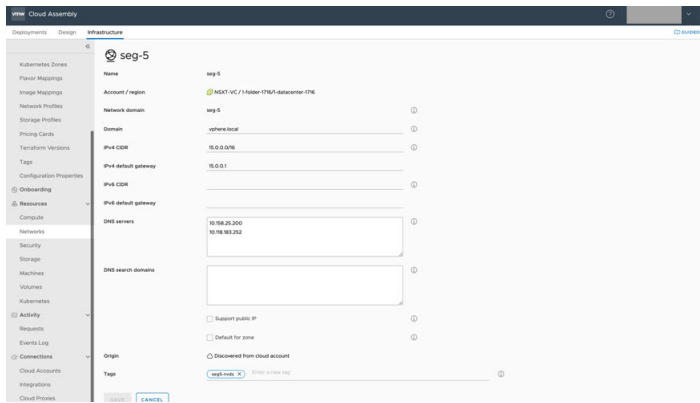 vmw Cloud Assembly
Deployments Design Infrastructure
GUIDED
Kubernetes Zones
Flavor Mappings
Image Mappings
Network Profiles
Storage Profiles
Pricing Cards
Terraform Versions
Tags
Configuration Properties
Onboarding
Resources
Compute
Networks
Security
Storage
Machines
Volumes
Kubernetes
Activity
Requests
Events Log
Connections
Cloud Accounts
Integrations
Cloud Proxies
seg-5
Name seg-5
Account / region NSXT-VC / 1-folder-1716/1-datacenter-1716
Network domain seg-5
Domain vphere.local
IPv4 CIDR 15.0.0.0/16
IPv4 default gateway 15.0.0.1
IPv6 CIDR
IPv6 default gateway
DNS servers 10.158.25.200
10.118.183.252
DNS search domains
Support public IP
Default for zone
Origin Discovered from cloud account
Tags seg5-nvds X Enter a new tag
SAVE CANCEL